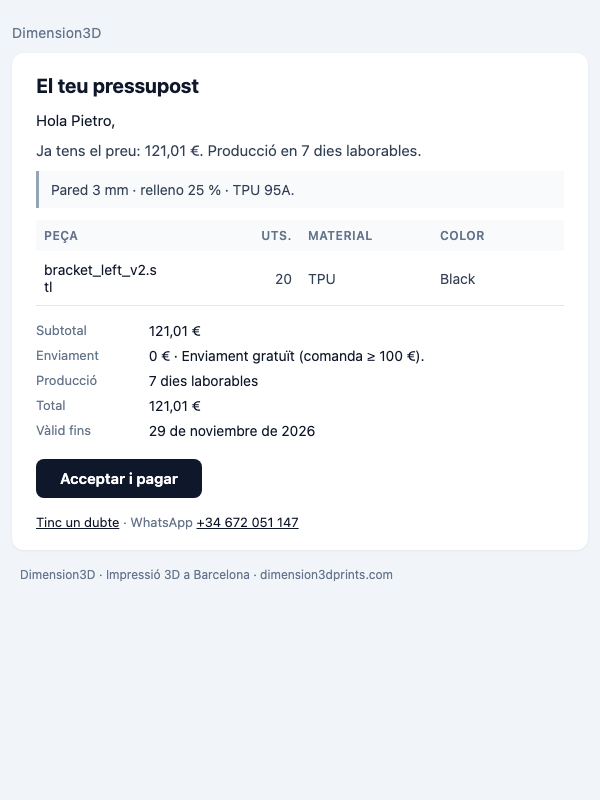 Dimension3D
El teu pressupost
Hola Pietro,
Ja tens el preu: 121,01 €. Producció en 7 dies laborables.
Pared 3 mm · relleno 25 % · TPU 95A.
PEÇA UTS. MATERIAL COLOR
bracket_left_v2.s
tl 20 TPU Black
Subtotal 121,01 €
Enviament 0 € · Enviament gratuït (comanda ≥ 100 €).
Producció 7 dies laborables
Total 121,01 €
Vàlid fins 29 de noviembre de 2026
Acceptar i pagar
Tinc un dubte · WhatsApp +34 672 051 147
Dimension3D · Impressió 3D a Barcelona · dimension3dprints.com